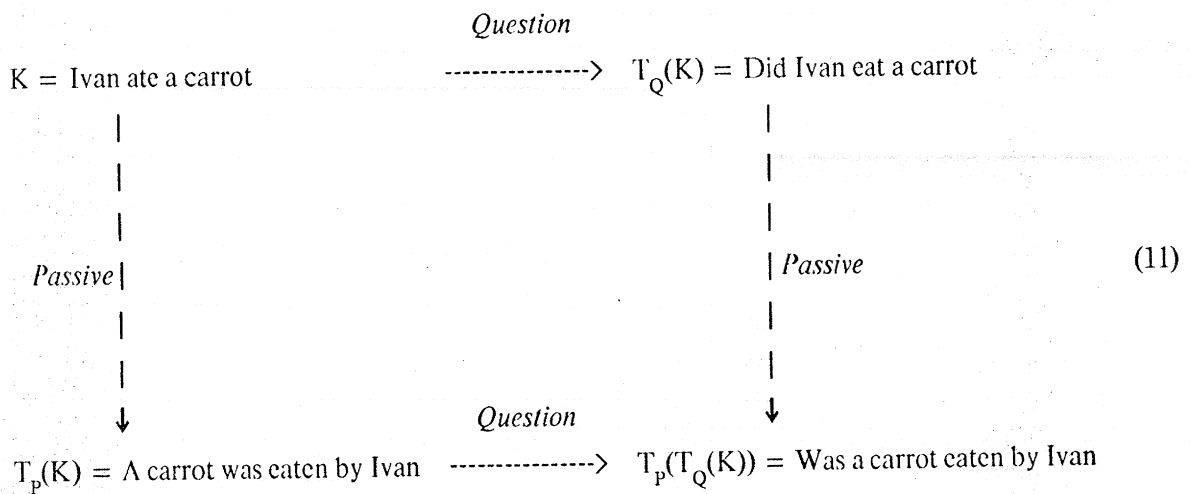 Question
K = Ivan ate a carrot --------------> T_Q(K) = Did Ivan eat a carrot
Passive Passive (11)
Question
T_P(K) = A carrot was eaten by Ivan --------------> T_P(T_Q(K)) = Was a carrot eaten by Ivan